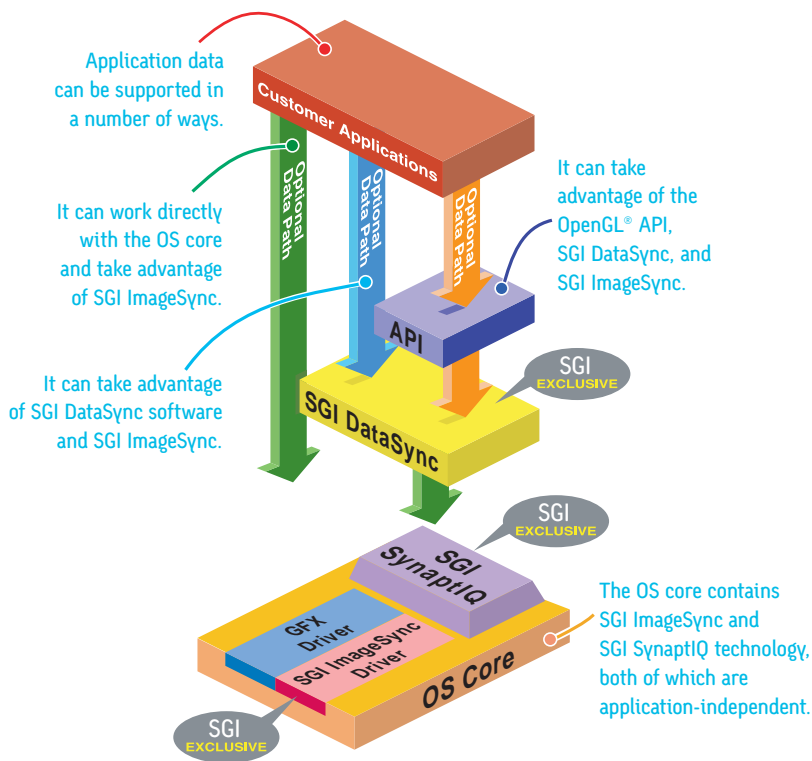 Application data
can be supported in
a number of ways.
Customer Applications
Optional
Data Path
Optional
Data Path
Optional
Data Path
It can work directly
with the OS core
and take advantage
of SGI ImageSync.
It can take
advantage of the
OpenGL® API,
SGI DataSync, and
SGI ImageSync.
API
It can take advantage
of SGI DataSync software
and SGI ImageSync.
SGI
EXCLUSIVE
SGI DataSync
SGI
EXCLUSIVE
SGI
SynaptIQ
GFX
Driver
SGI ImageSync
Driver
OS Core
The OS core contains
SGI ImageSync and
SGI SynaptIQ technology,
both of which are
application-independent.
SGI
EXCLUSIVE